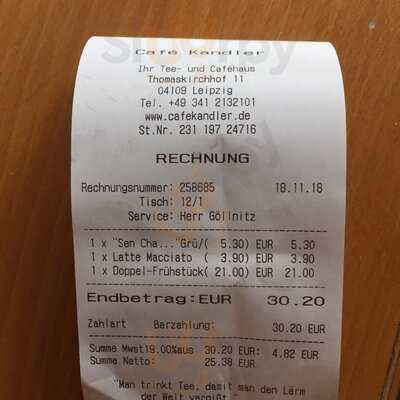 Café Kandler
Ihr Tee- und Caféhaus
Thomaskirchhof 11
04109 Leipzig
Tel. +49 341 2132101
www.cafekandler.de
St.Nr. 231 197 24716
RECHNUNG
Rechnungsnummer: 258685 18.11.18
Tisch: 12/1
Service: Herr Göllnitz
1 x "Sen Cha..."Grü/( 5.30) EUR 5.30
1 x Latte Macciato ( 3.90) EUR 3.90
1 x Doppel-Frühstück( 21.00) EUR 21.00
Endbetrag:EUR 30.20
Zahlart Barzahlung: 30.20 EUR
Summe Mwst19.00%aus 30.20 EUR: 4.82 EUR
Summe Netto: 25.38 EUR
"Man trinkt Tee, damit man den Lärm
der Welt vergißt."